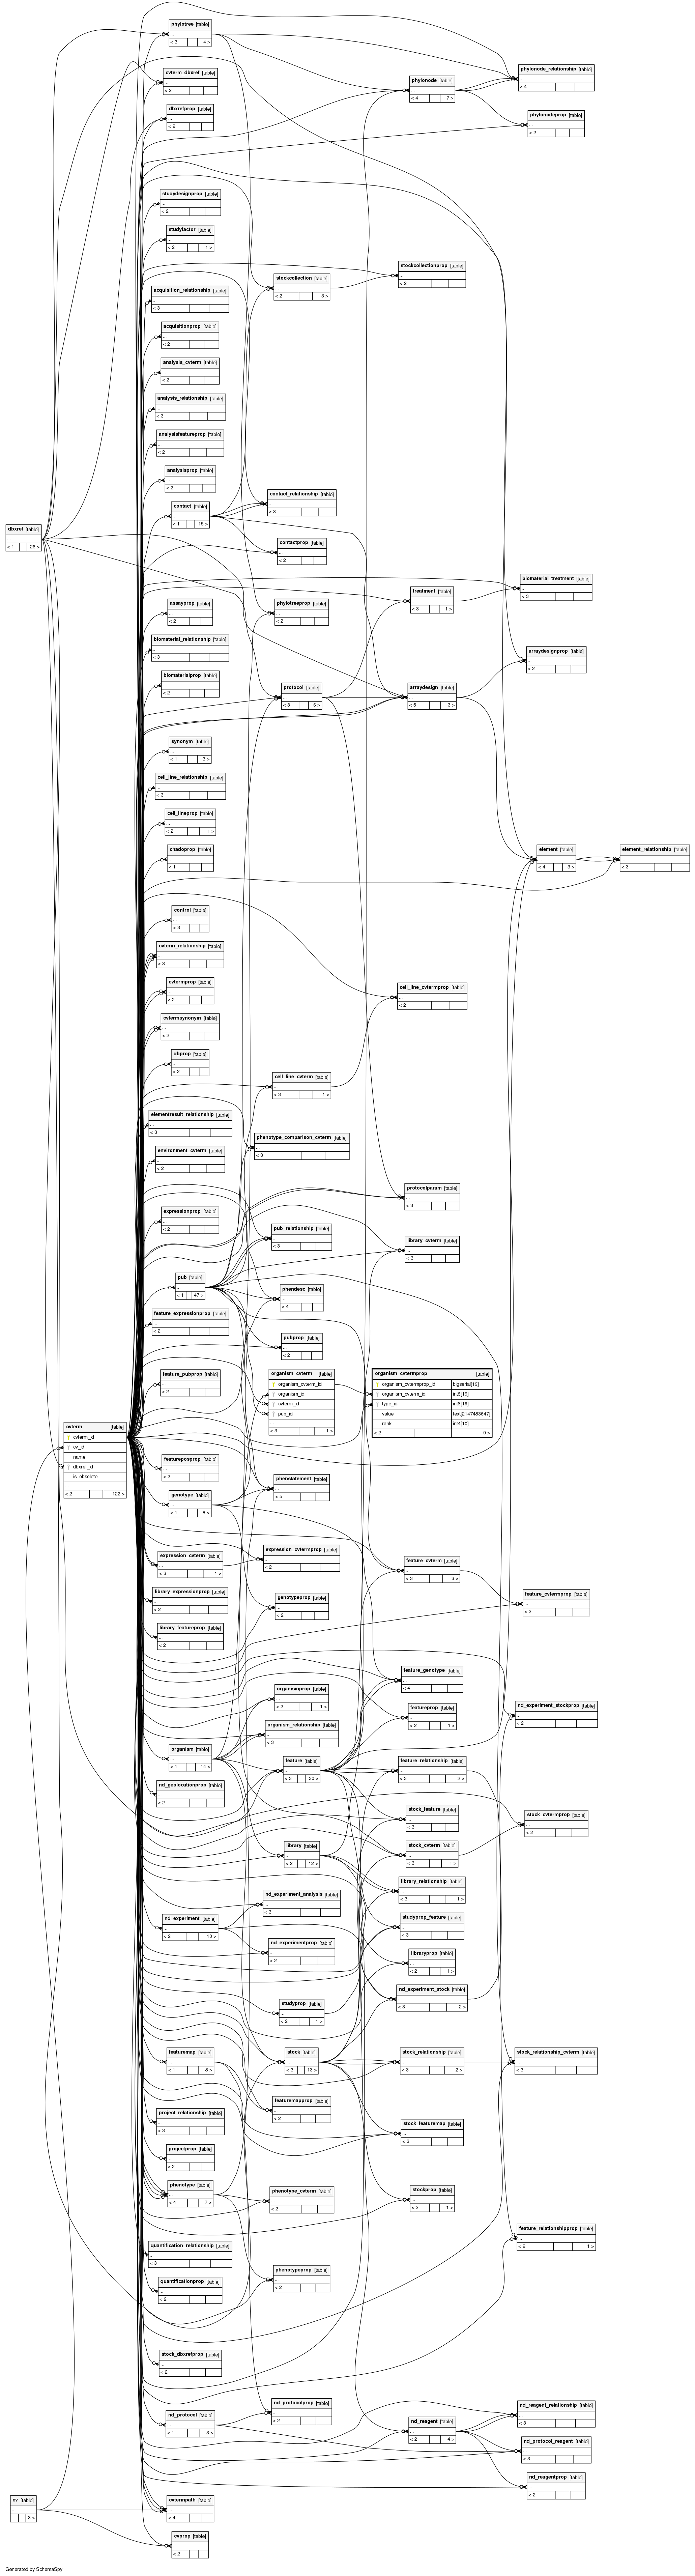 phylotree [table]
...
< 3 4 >
cvterm_dbxref [table]
...
< 2
dbxrefprop [table]
...
< 2
studydesignprop [table]
...
< 2
studyfactor [table]
...
< 2 1 >
acquisition_relationship [table]
...
< 3
acquisitionprop [table]
...
< 2
analysis_cvterm [table]
...
< 2
analysis_relationship [table]
...
< 3
analysisfeatureprop [table]
...
< 2
analysisprop [table]
...
< 2
contact [table]
...
< 1 15 >
dbxref [table]
...
< 1 26 >
assayprop [table]
...
< 2
biomaterial_relationship [table]
...
< 3
biomaterialprop [table]
...
< 2
synonym [table]
...
< 1 3 >
cell_line_relationship [table]
...
< 3
cell_lineprop [table]
...
< 2 1 >
chadoprop [table]
...
< 1
control [table]
...
< 3
cvterm_relationship [table]
...
< 3
cvtermprop [table]
...
< 2
cvtermsynonym [table]
...
< 2
dbprop [table]
...
< 2
elementresult_relationship [table]
...
< 3
environment_cvterm [table]
...
< 2
expressionprop [table]
...
< 2
pub [table]
...
< 1 47 >
feature_expressionprop [table]
...
< 2
feature_pubprop [table]
...
< 2
cvterm [table]
cvterm_id
cv_id
name
dbxref_id
is_obsolete
...
< 2 122 >
featureposprop [table]
...
< 2
genotype [table]
...
< 1 8 >
expression_cvterm [table]
...
< 3 1 >
library_expressionprop [table]
...
< 2
library_featureprop [table]
...
< 2
organism [table]
...
< 1 14 >
nd_geolocationprop [table]
...
< 2
nd_experiment [table]
...
< 2 10 >
featuremap [table]
...
< 1 8 >
project_relationship [table]
...
< 3
projectprop [table]
...
< 2
phenotype [table]
...
< 4 7 >
quantification_relationship [table]
...
< 3
quantificationprop [table]
...
< 2
stock_dbxrefprop [table]
...
< 2
nd_protocol [table]
...
< 1 3 >
cv [table]
...
3 >
cvtermpath [table]
...
< 4
cvprop [table]
...
< 2
stockcollection [table]
...
< 2 3 >
contact_relationship [table]
...
< 3
contactprop [table]
...
< 2
phylotreeprop [table]
...
< 2
protocol [table]
...
< 3 6 >
cell_line_cvterm [table]
...
< 3 1 >
phenotype_comparison_cvterm [table]
...
< 3
pub_relationship [table]
...
< 3
phendesc [table]
...
< 4
pubprop [table]
...
< 2
organism_cvterm [table]
organism_cvterm_id
organism_id
cvterm_id
pub_id
...
< 3 1 >
phenstatement [table]
...
< 5
expression_cvtermprop [table]
...
< 2
genotypeprop [table]
...
< 2
organismprop [table]
...
< 2 1 >
organism_relationship [table]
...
< 3
feature [table]
...
< 3 30 >
library [table]
...
< 2 12 >
nd_experiment_analysis [table]
...
< 3
nd_experimentprop [table]
...
< 2
studyprop [table]
...
< 2 1 >
stock [table]
...
< 3 13 >
featuremapprop [table]
...
< 2
phenotype_cvterm [table]
...
< 2
phenotypeprop [table]
...
< 2
nd_protocolprop [table]
...
< 2
phylonode [table]
...
< 4 7 >
stockcollectionprop [table]
...
< 2
treatment [table]
...
< 3 1 >
arraydesign [table]
...
< 5 3 >
cell_line_cvtermprop [table]
...
< 2
protocolparam [table]
...
< 3
library_cvterm [table]
...
< 3
organism_cvtermprop [table]
organism_cvtermprop_id bigserial[19]
organism_cvterm_id int8[19]
type_id int8[19]
value text[2147483647]
rank int4[10]
< 2 0 >
feature_cvterm [table]
...
< 3 3 >
feature_genotype [table]
...
< 4
featureprop [table]
...
< 2 1 >
feature_relationship [table]
...
< 3 2 >
stock_feature [table]
...
< 3
stock_cvterm [table]
...
< 3 1 >
library_relationship [table]
...
< 3 1 >
studyprop_feature [table]
...
< 3
libraryprop [table]
...
< 2 1 >
nd_experiment_stock [table]
...
< 3 2 >
stock_relationship [table]
...
< 3 2 >
stock_featuremap [table]
...
< 3
stockprop [table]
...
< 2 1 >
nd_reagent [table]
...
< 2 4 >
phylonode_relationship [table]
...
< 4
phylonodeprop [table]
...
< 2
biomaterial_treatment [table]
...
< 3
arraydesignprop [table]
...
< 2
element [table]
...
< 4 3 >
element_relationship [table]
...
< 3
feature_cvtermprop [table]
...
< 2
nd_experiment_stockprop [table]
...
< 2
stock_cvtermprop [table]
...
< 2
stock_relationship_cvterm [table]
...
< 3
feature_relationshipprop [table]
...
< 2 1 >
nd_reagent_relationship [table]
...
< 3
nd_protocol_reagent [table]
...
< 3
nd_reagentprop [table]
...
< 2
Generated by SchemaSpy